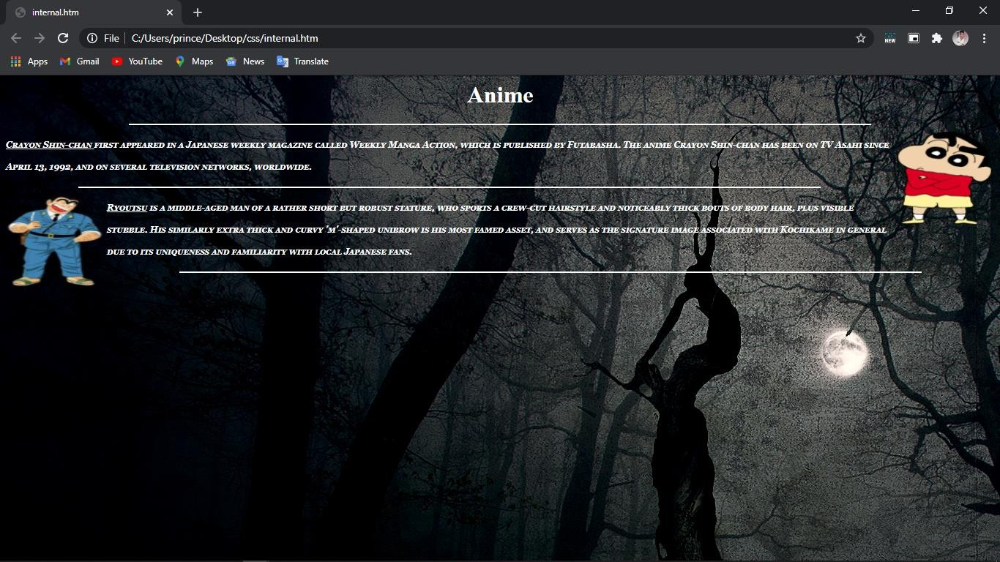 internal.htm
File
C:/Users/prince/Desktop/css/internal.htm
NEW
Apps
Gmail
YouTube
Maps
News
Translate
Anime
Crayon Shin-chan first appeared in a Japanese weekly magazine called Weekly Manga Action, which is published by Futabasha. The anime Crayon Shin-chan has been on TV Asahi since
April 13, 1992, and on several television networks, worldwide.
Ryoutsu is a middle-aged man of a rather short but robust stature, who sports a crew-cut hairstyle and noticeably thick bouts of body hair, plus visible
stubble. His similarly extra thick and curvy 'm'-shaped unibrow is his most famed asset, and serves as the signature image associated with Kochikame in general
due to its uniqueness and familiarity with local Japanese fans.